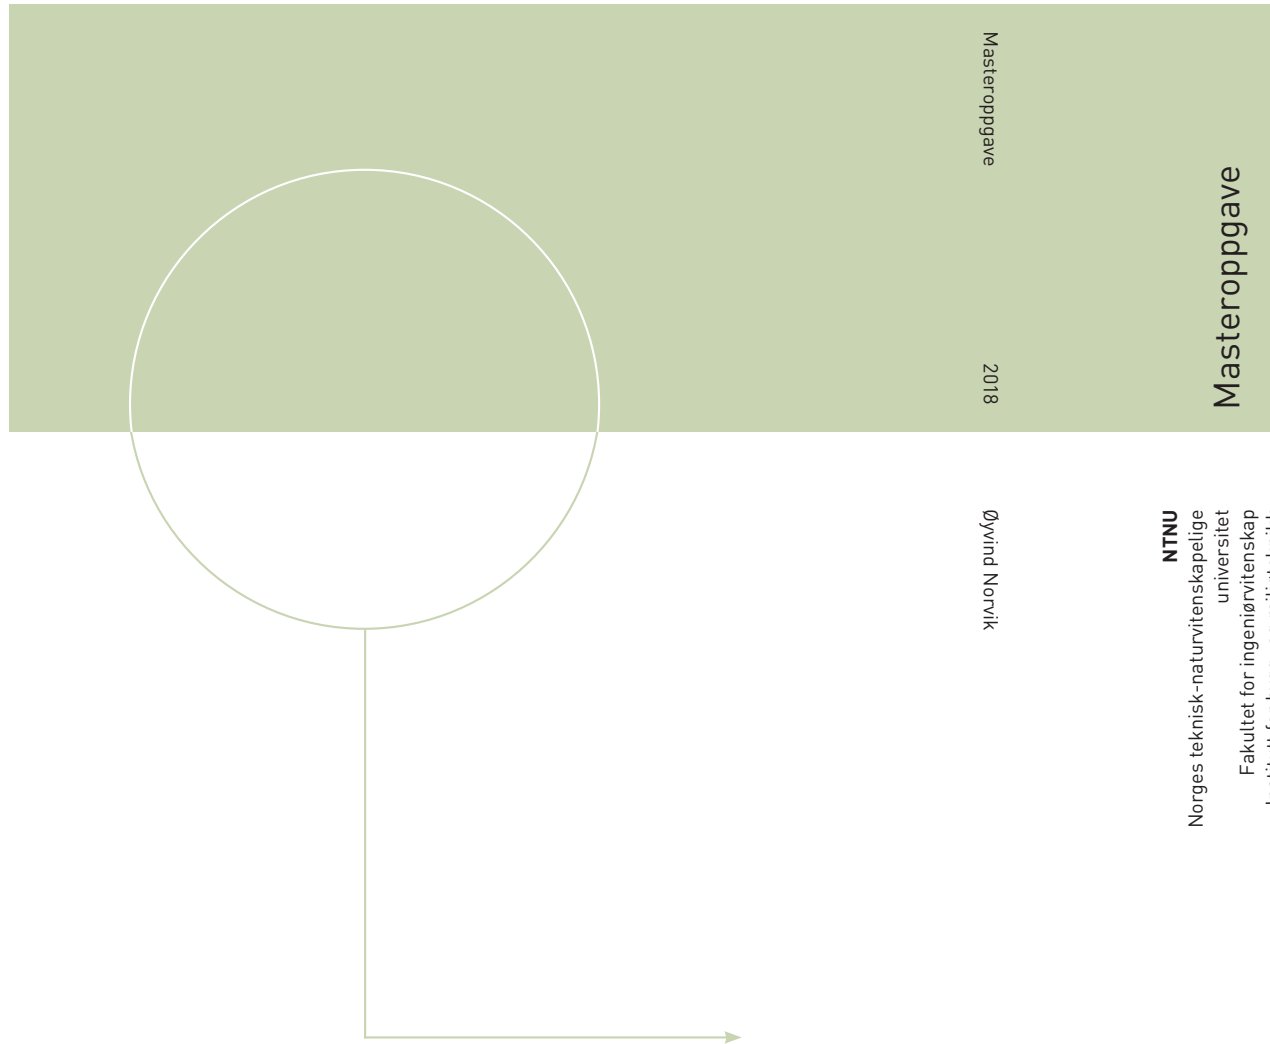 Masteroppgave
2018
Øyvind Norvik
Masteroppgave
NTNU
Norges teknisk-naturvitenskapelige
universitet
Fakultet for ingeniørvitenskap